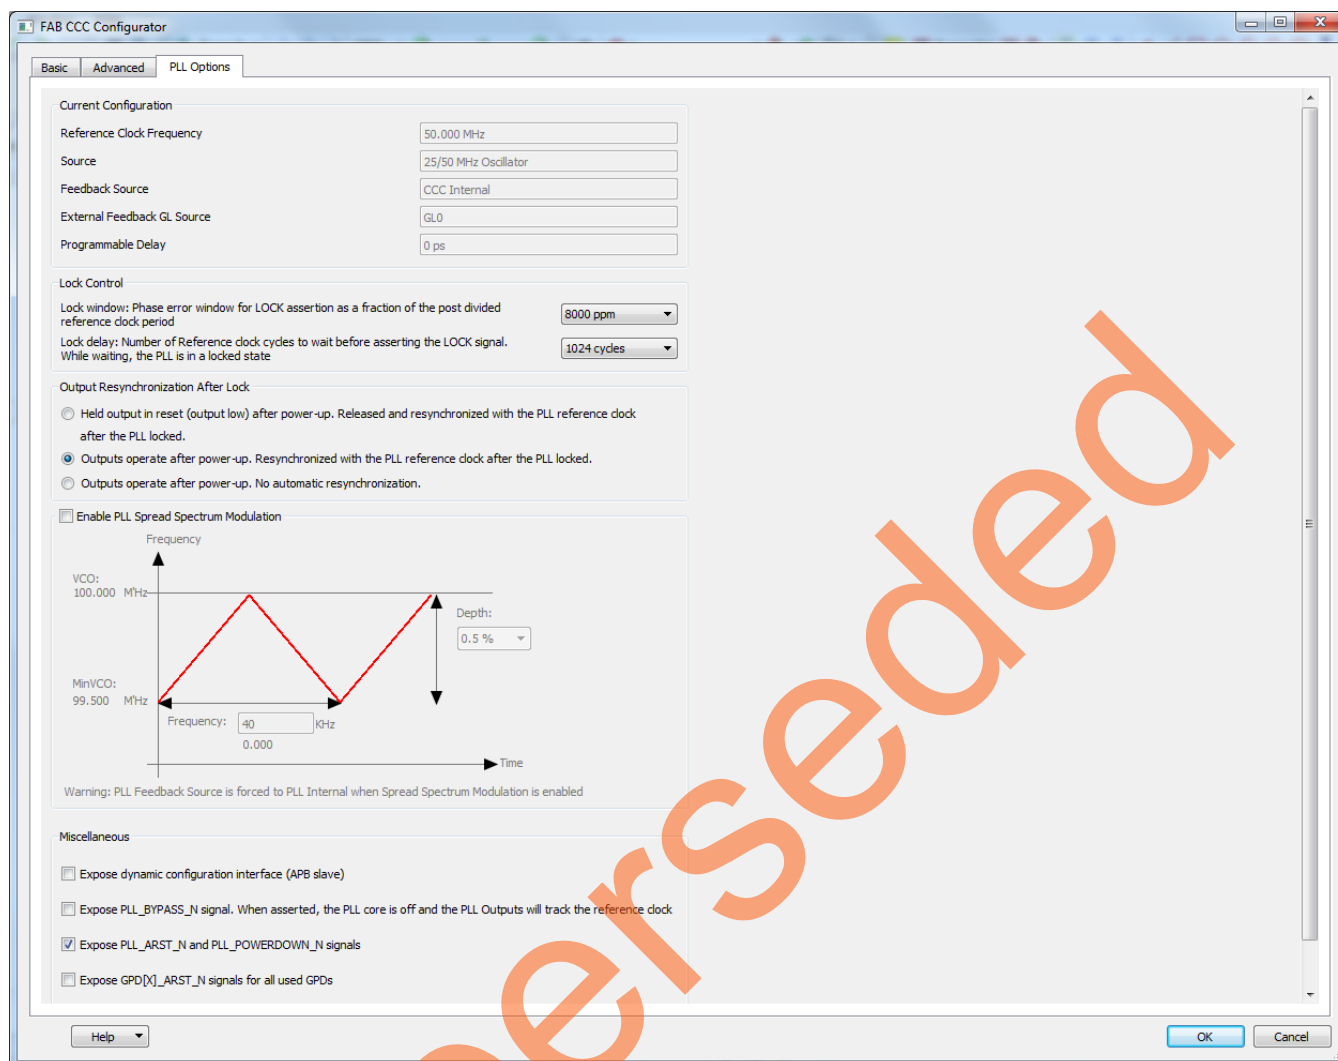 FAB CCC Configurator
Basic
Advanced
PLL Options
Current Configuration
Reference Clock Frequency
50.000 MHz
Source
25/50 MHz Oscillator
Feedback Source
CCC Internal
External Feedback GL Source
GL0
Programmable Delay
0 ps
Lock Control
Lock window: Phase error window for LOCK assertion as a fraction of the post divided
reference clock period
8000 ppm
Lock delay: Number of Reference clock cycles to wait before asserting the LOCK signal.
While waiting, the PLL is in a locked state
1024 cycles
Output Resynchronization After Lock
Held output in reset (output low) after power-up. Released and resynchronized with the PLL reference clock
after the PLL locked.
Outputs operate after power-up. Resynchronized with the PLL reference clock after the PLL locked.
Outputs operate after power-up. No automatic resynchronization.
Enable PLL Spread Spectrum Modulation
Frequency
VCO:
100.000 M'Hz
Depth:
0.5 %
MinVCO:
99.500 M'Hz
Frequency:
40
KHz
0.000
Time
Warning: PLL Feedback Source is forced to PLL Internal when Spread Spectrum Modulation is enabled
Miscellaneous
Expose dynamic configuration interface (APB slave)
Expose PLL_BYPASS_N signal. When asserted, the PLL core is off and the PLL Outputs will track the reference clock
Expose PLL_ARST_N and PLL_POWERDOWN_N signals
Expose GPD[X]_ARST_N signals for all used GPDs
Help
OK
Cancel
perseded